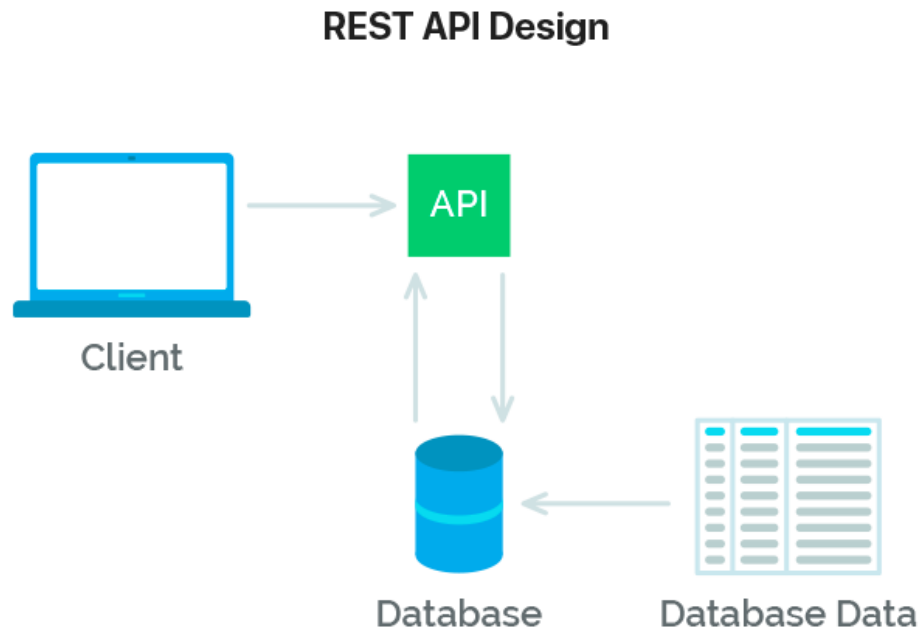 REST API Design
API
Client
Database
Database Data